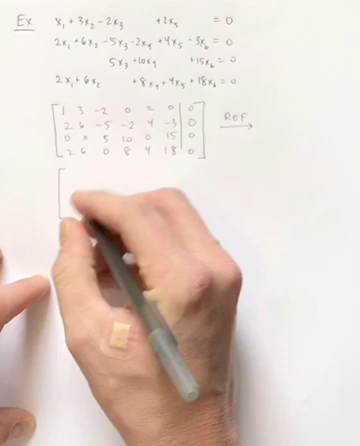 Ex x₁ + 3x₂ - 2x₃ + 2x₅ = 0
2x₁ + 6x₂ - 5x₃ - 2x₄ + 4x₅ - 3x₆ = 0
5x₃ + 10x₄ + 15x₆ = 0
2x₁ + 6x₂ + 8x₄ + 4x₅ + 18x₆ = 0
1 3 -2 0 2 0 | 0
2 6 -5 -2 4 -3 | 0 REF →
0 0 5 10 0 15 | 0
2 6 0 8 4 18 | 0